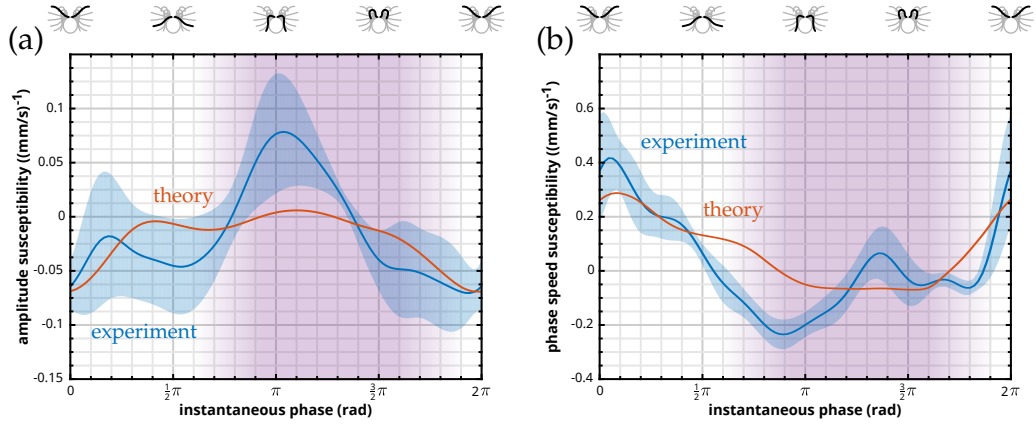 (a)
amplitude susceptibility ((mm/s)⁻¹)
0.1
0.05
0
-0.05
-0.1
-0.15
theory
experiment
0
½π
π
3/2π
2π
instantaneous phase (rad)
(b)
phase speed susceptibility ((mm/s)⁻¹)
0.6
0.4
0.2
0
-0.2
-0.4
experiment
theory
0
½π
π
3/2π
2π
instantaneous phase (rad)